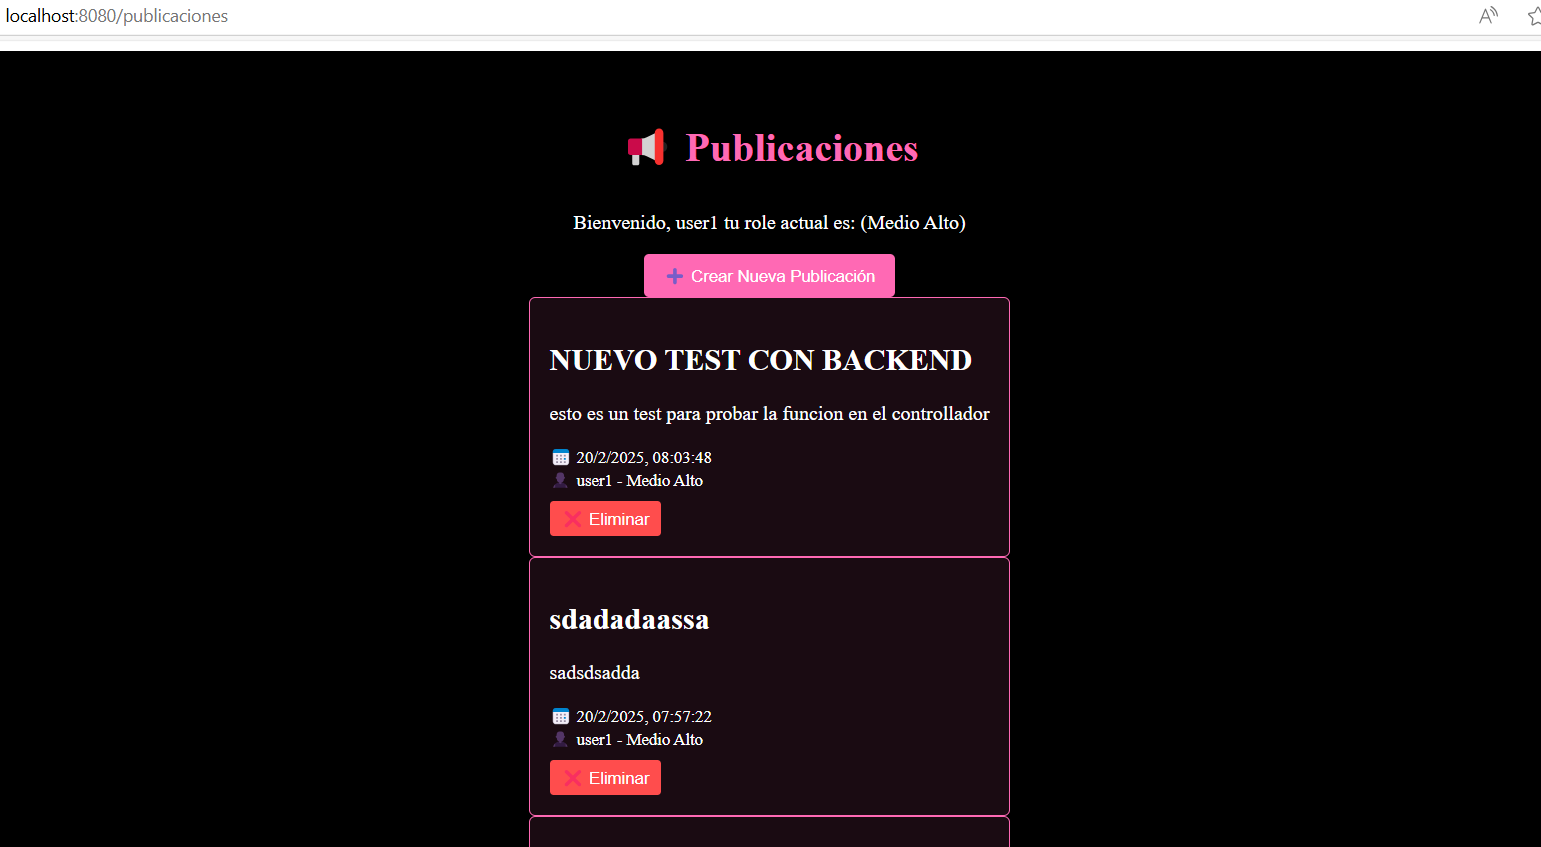 localhost:8080/publicaciones
Publicaciones
Bienvenido, user1 tu role actual es: (Medio Alto)
Crear Nueva Publicación
NUEVO TEST CON BACKEND
esto es un test para probar la funcion en el controllador
20/2/2025, 08:03:48
user1 - Medio Alto
Eliminar
sdadadaassa
sadsdsadda
20/2/2025, 07:57:22
user1 - Medio Alto
Eliminar